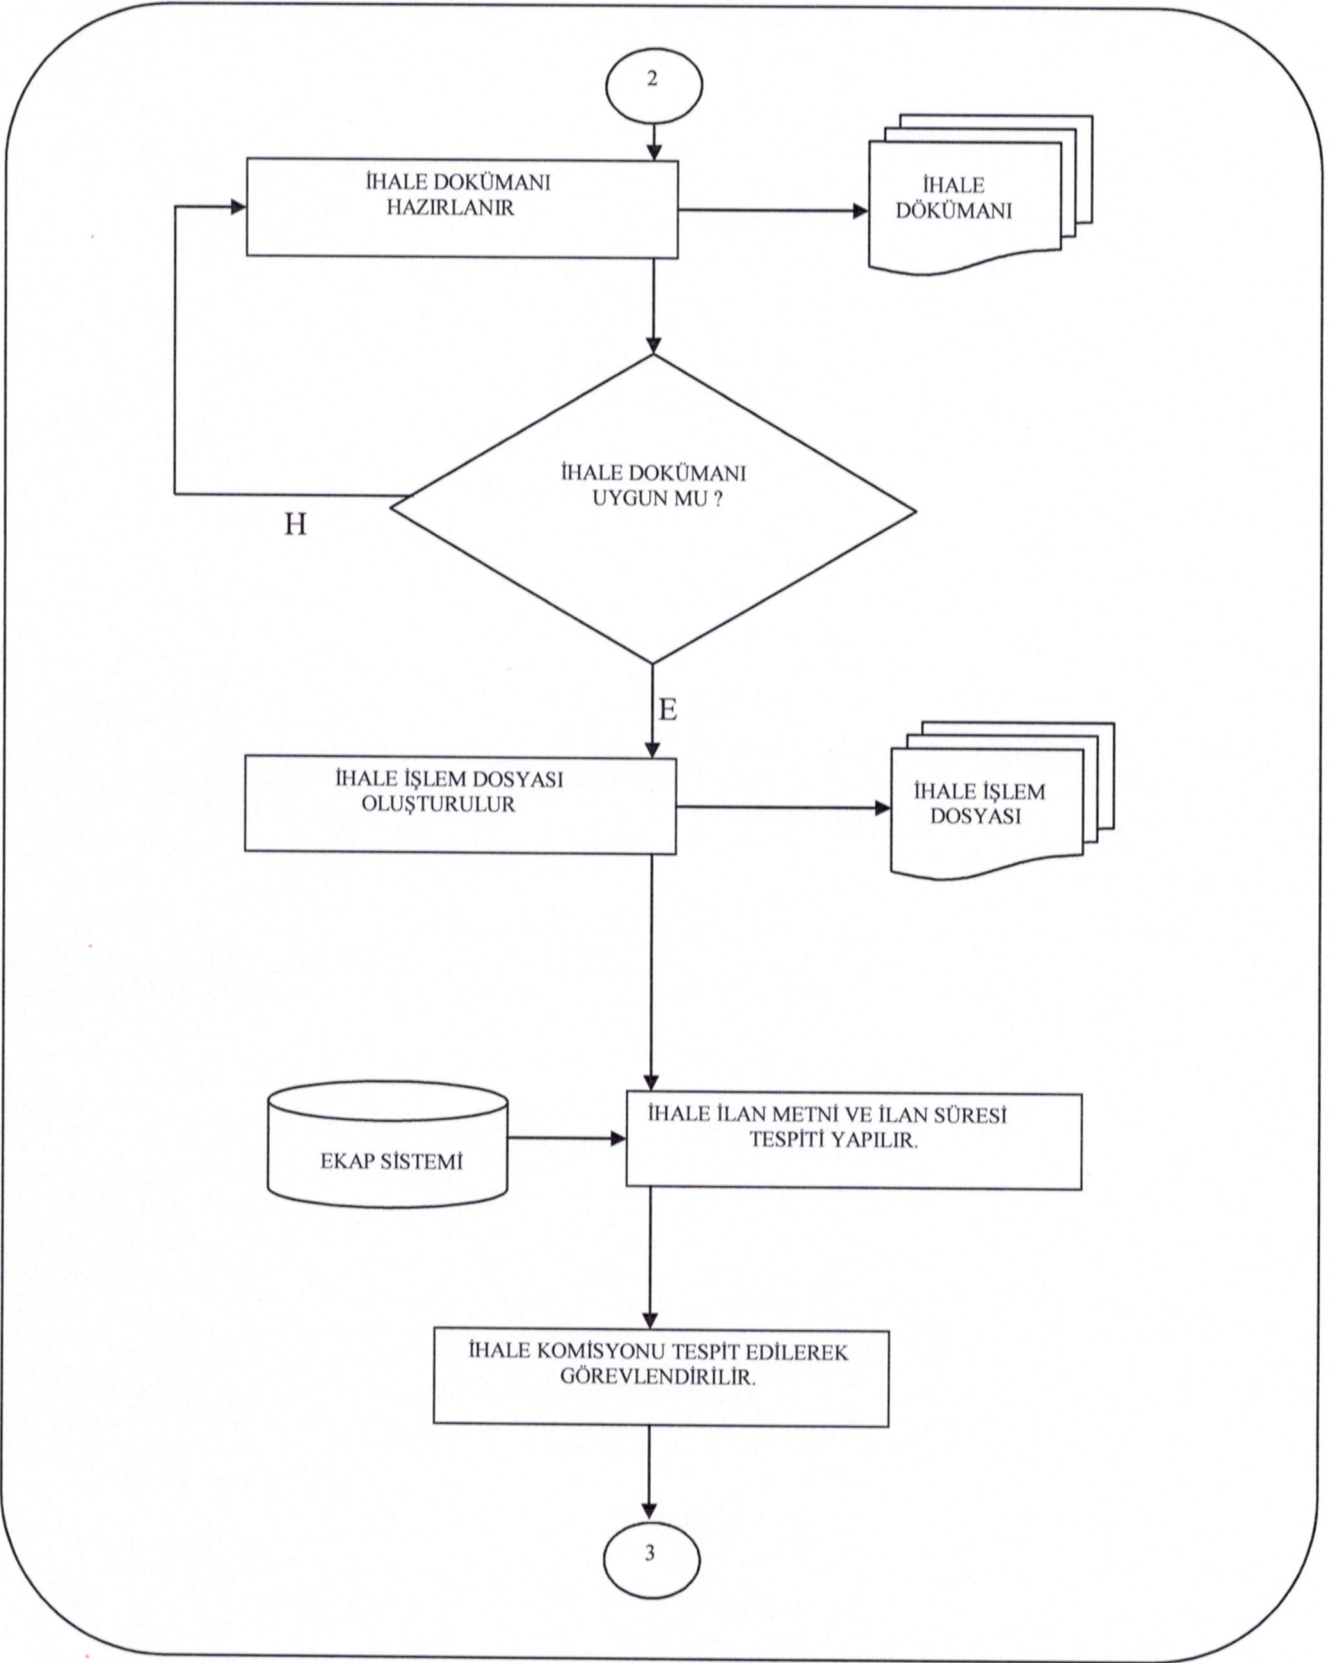 2
İHALE DOKÜMANI
HAZIRLANIR
İHALE
DÖKÜMANI
İHALE DOKÜMANI
UYGUN MU ?
H
E
İHALE İŞLEM DOSYASI
OLUŞTURULUR
İHALE İŞLEM
DOSYASI
İHALE İLAN METNİ VE İLAN SÜRESİ
TESPİTİ YAPILIR.
EKAP SİSTEMİ
İHALE KOMİSYONU TESPİT EDİLEREK
GÖREVLENDİRİLİR.
3